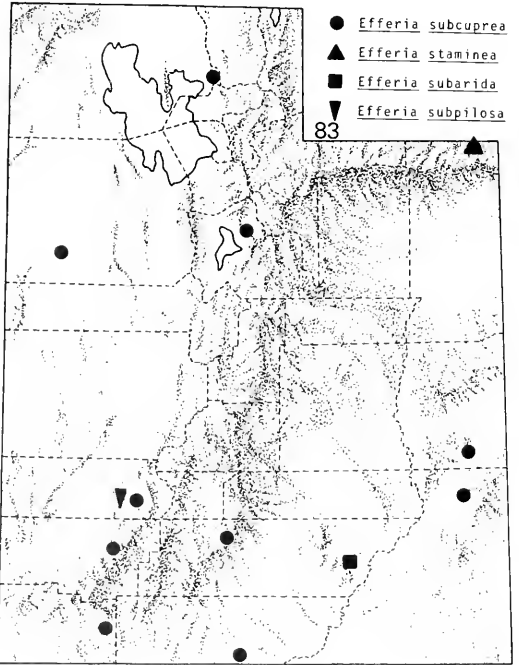 Efferia subcuprea
Efferia staminea
Efferia subarida
Efferia subpilosa
83